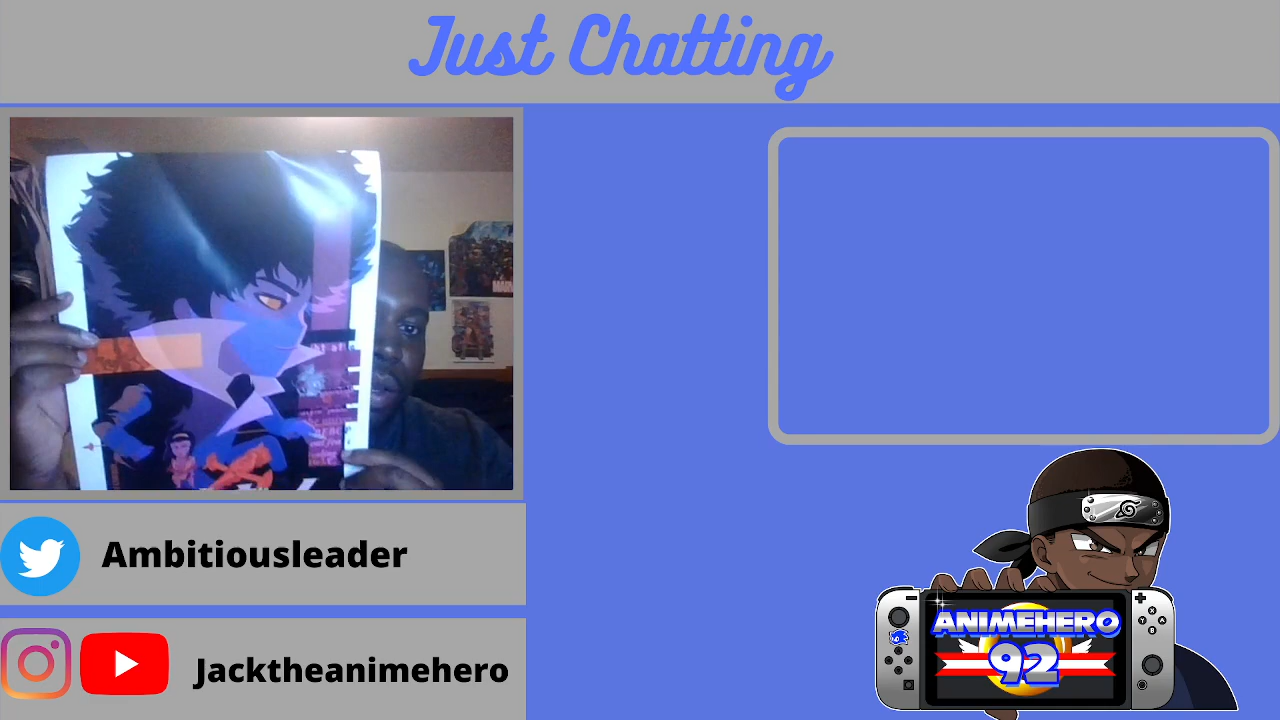 Just Chatting
Ambitiousleader
Jacktheanimehero
ANIMEHERO
92